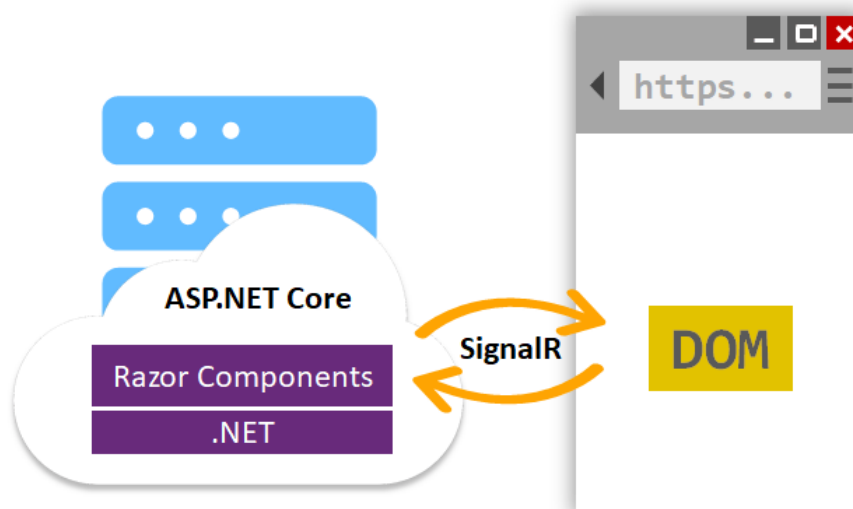 https...
ASP.NET Core
SignalR
DOM
Razor Components
.NET